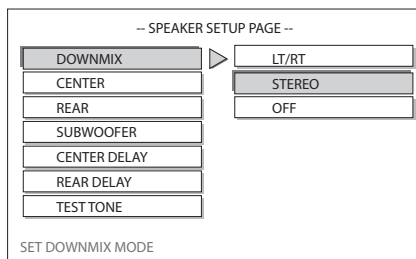 -- SPEAKER SETUP PAGE --
DOWNMIX
LT/RT
CENTER
STEREO
REAR
OFF
SUBWOOFER
CENTER DELAY
REAR DELAY
TEST TONE
SET DOWNMIX MODE